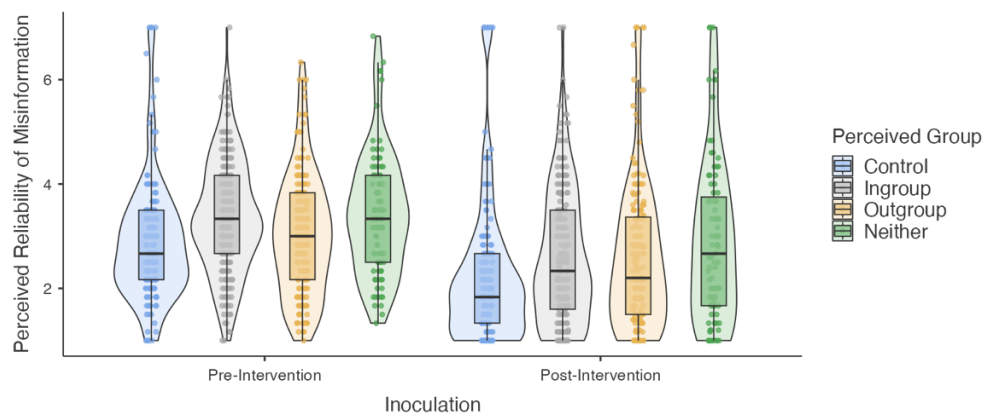 Perceived Reliability of Misinformation
6
4
2
Pre-Intervention
Post-Intervention
Inoculation
Perceived Group
Control
Ingroup
Outgroup
Neither